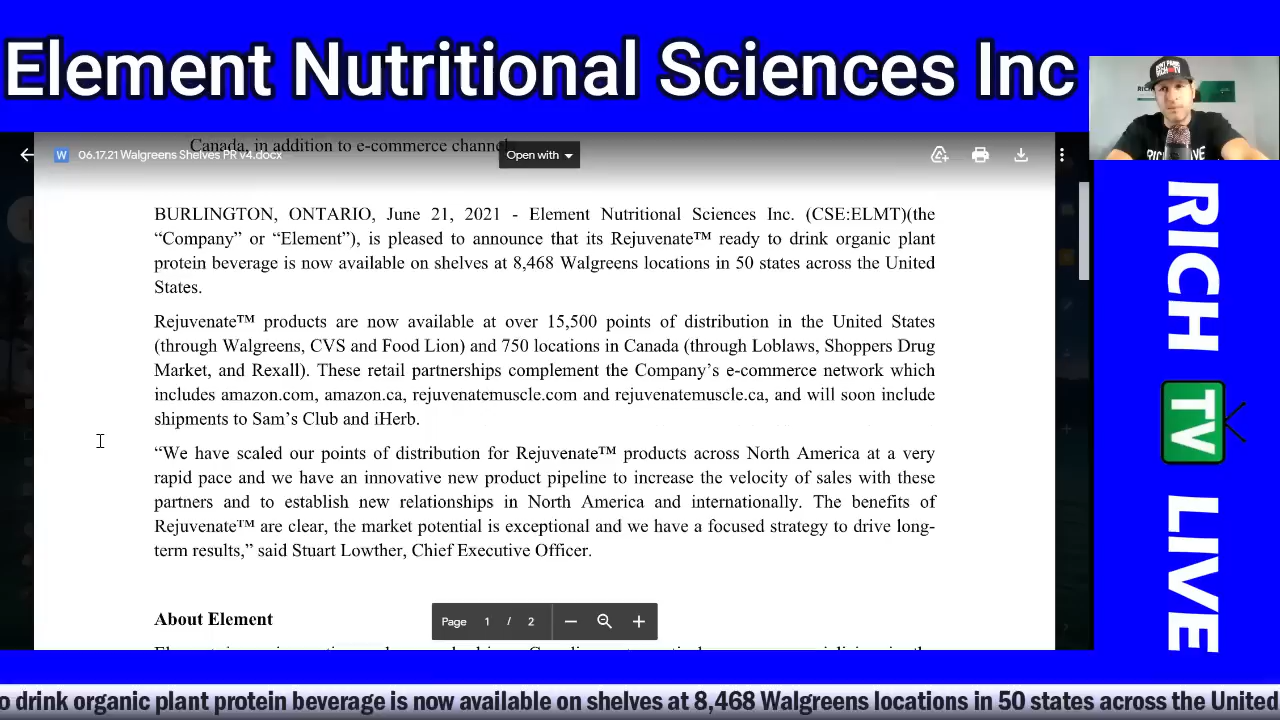 Element Nutritional Sciences Inc
Canada, in addition to e-commerce channel
06.17.21 Walgreens Shelves PR v4.docx
Open with
BURLINGTON, ONTARIO, June 21, 2021 - Element Nutritional Sciences Inc. (CSE:ELMT)(the
“Company” or “Element”), is pleased to announce that its Rejuvenate™ ready to drink organic plant
protein beverage is now available on shelves at 8,468 Walgreens locations in 50 states across the United
States.
Rejuvenate™ products are now available at over 15,500 points of distribution in the United States
(through Walgreens, CVS and Food Lion) and 750 locations in Canada (through Loblaws, Shoppers Drug
Market, and Rexall). These retail partnerships complement the Company’s e-commerce network which
includes amazon.com, amazon.ca, rejuvenatemuscle.com and rejuvenatemuscle.ca, and will soon include
shipments to Sam’s Club and iHerb.
“We have scaled our points of distribution for Rejuvenate™ products across North America at a very
rapid pace and we have an innovative new product pipeline to increase the velocity of sales with these
partners and to establish new relationships in North America and internationally. The benefits of
Rejuvenate™ are clear, the market potential is exceptional and we have a focused strategy to drive long-
term results,” said Stuart Lowther, Chief Executive Officer.
About Element
Page 1 / 2
RICH TV LIVE
o drink organic plant protein beverage is now available on shelves at 8,468 Walgreens locations in 50 states across the United